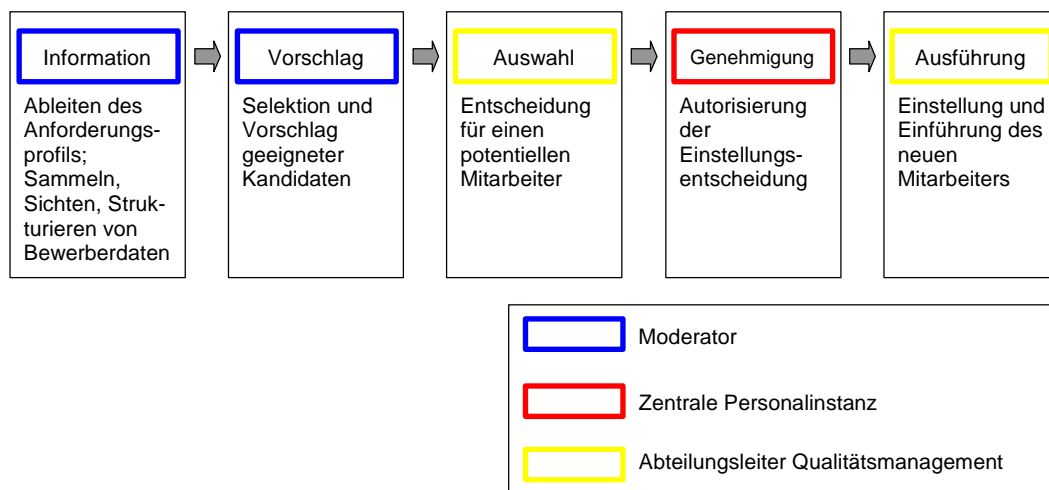 Information
Ableiten des
Anforderungs-
profils;
Sammeln,
Sichten, Struk-
turieren von
Bewerberdaten
Vorschlag
Selektion und
Vorschlag
geeigneter
Kandidaten
Auswahl
Entscheidung
für einen
potentiellen
Mitarbeiter
Genehmigung
Autorisierung
der
Einstellungs-
entscheidung
Ausführung
Einstellung und
Einführung des
neuen
Mitarbeiters
Moderator
Zentrale Personalinstanz
Abteilungsleiter Qualitätsmanagement